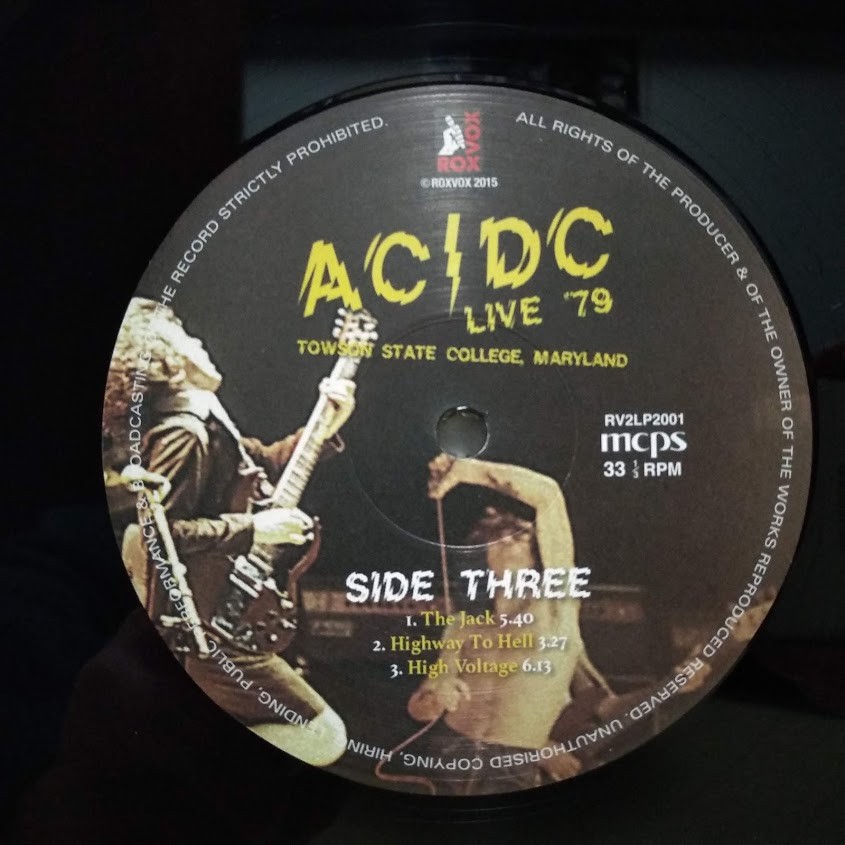 ROX VOX
© ROXVOX 2015
AC/DC
LIVE '79
TOWSON STATE COLLEGE, MARYLAND
RV2LP2001
mcps
33 1/3 RPM
SIDE THREE
1. The Jack 5.40
2. Highway To Hell 3.27
3. High Voltage 6.13
ALL RIGHTS OF THE PRODUCER & OF THE OWNER OF THE WORKS REPRODUCED RESERVED. UNAUTHORISED COPYING, HIRING, LENDING, PUBLIC PERFORMANCE & BROADCASTING THE RECORD STRICTLY PROHIBITED.